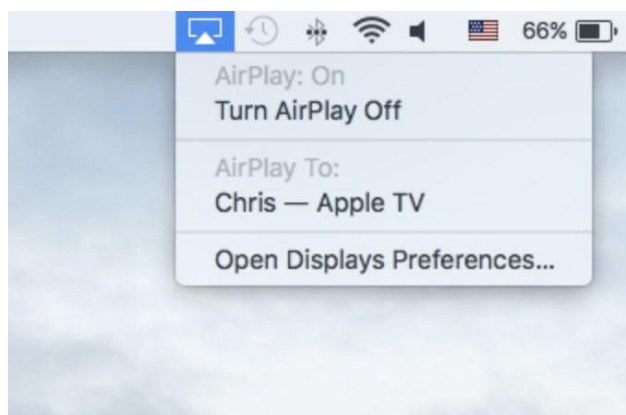 66%
AirPlay: On
Turn AirPlay Off
AirPlay To:
Chris — Apple TV
Open Displays Preferences...